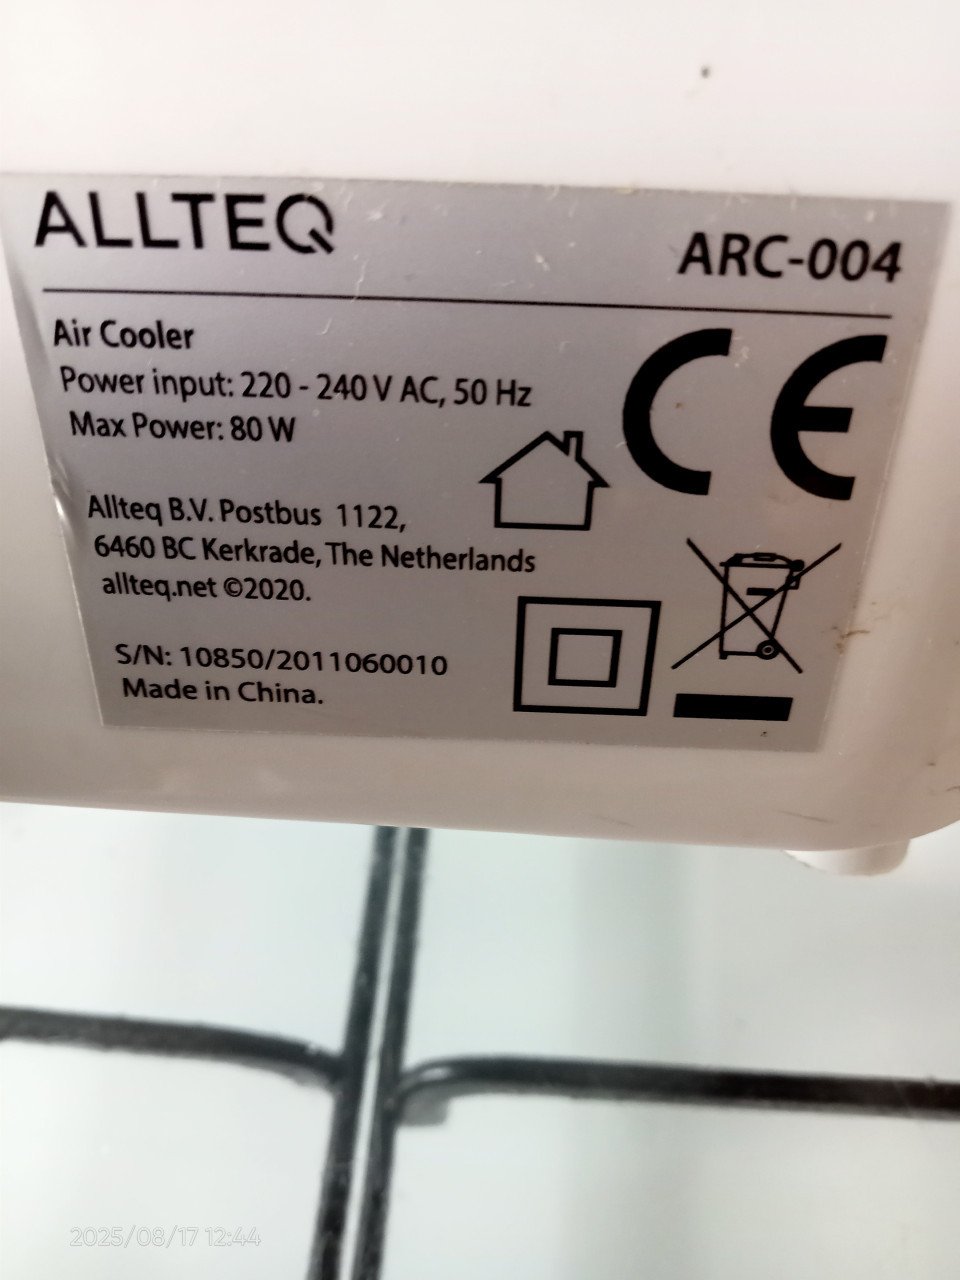 ALLTEQ
ARC-004
Air Cooler
Power input: 220 - 240 V AC, 50 Hz
Max Power: 80 W
CE
Allteq B.V. Postbus 1122,
6460 BC Kerkrade, The Netherlands
allteq.net ©2020.
S/N: 10850/2011060010
Made in China.
2025/08/17 12:44